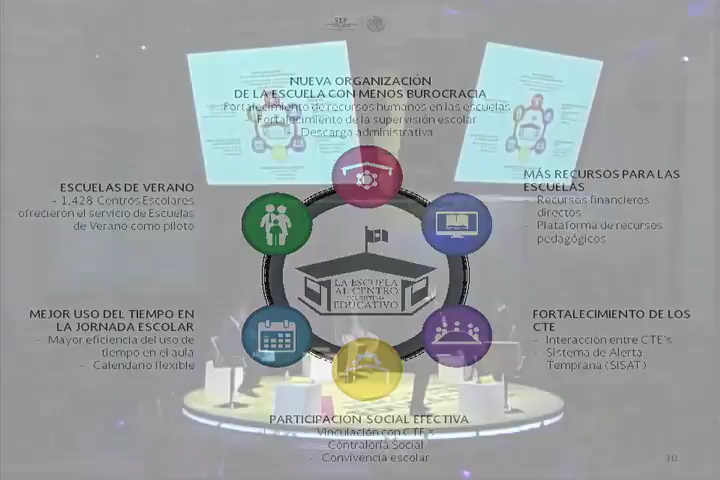 SEP
NUEVA ORGANIZACIÓN
DE LA ESCUELA CON MENOS BUROCRACIA
- Fortalecimiento de recursos humanos en las escuelas
- Fortalecimiento de la supervisión escolar
- Descarga administrativa
MÁS RECURSOS PARA LAS
ESCUELAS
- Recursos financieros
directos
- Plataforma de recursos
pedagógicos
ESCUELAS DE VERANO
- 1,428 Centros Escolares
ofrecieron el servicio de Escuelas
de Verano como piloto
LA ESCUELA
AL CENTRO
DEL SISTEMA
EDUCATIVO
MEJOR USO DEL TIEMPO EN
LA JORNADA ESCOLAR
- Mayor eficiencia del uso de
tiempo en el aula
- Calendario flexible
FORTALECIMIENTO DE LOS
CTE
- Interacción entre CTE's
- Sistema de Alerta
Temprana (SISAT)
PARTICIPACIÓN SOCIAL EFECTIVA
- Vinculación con CTE's
- Contraloría Social
- Convivencia escolar
10